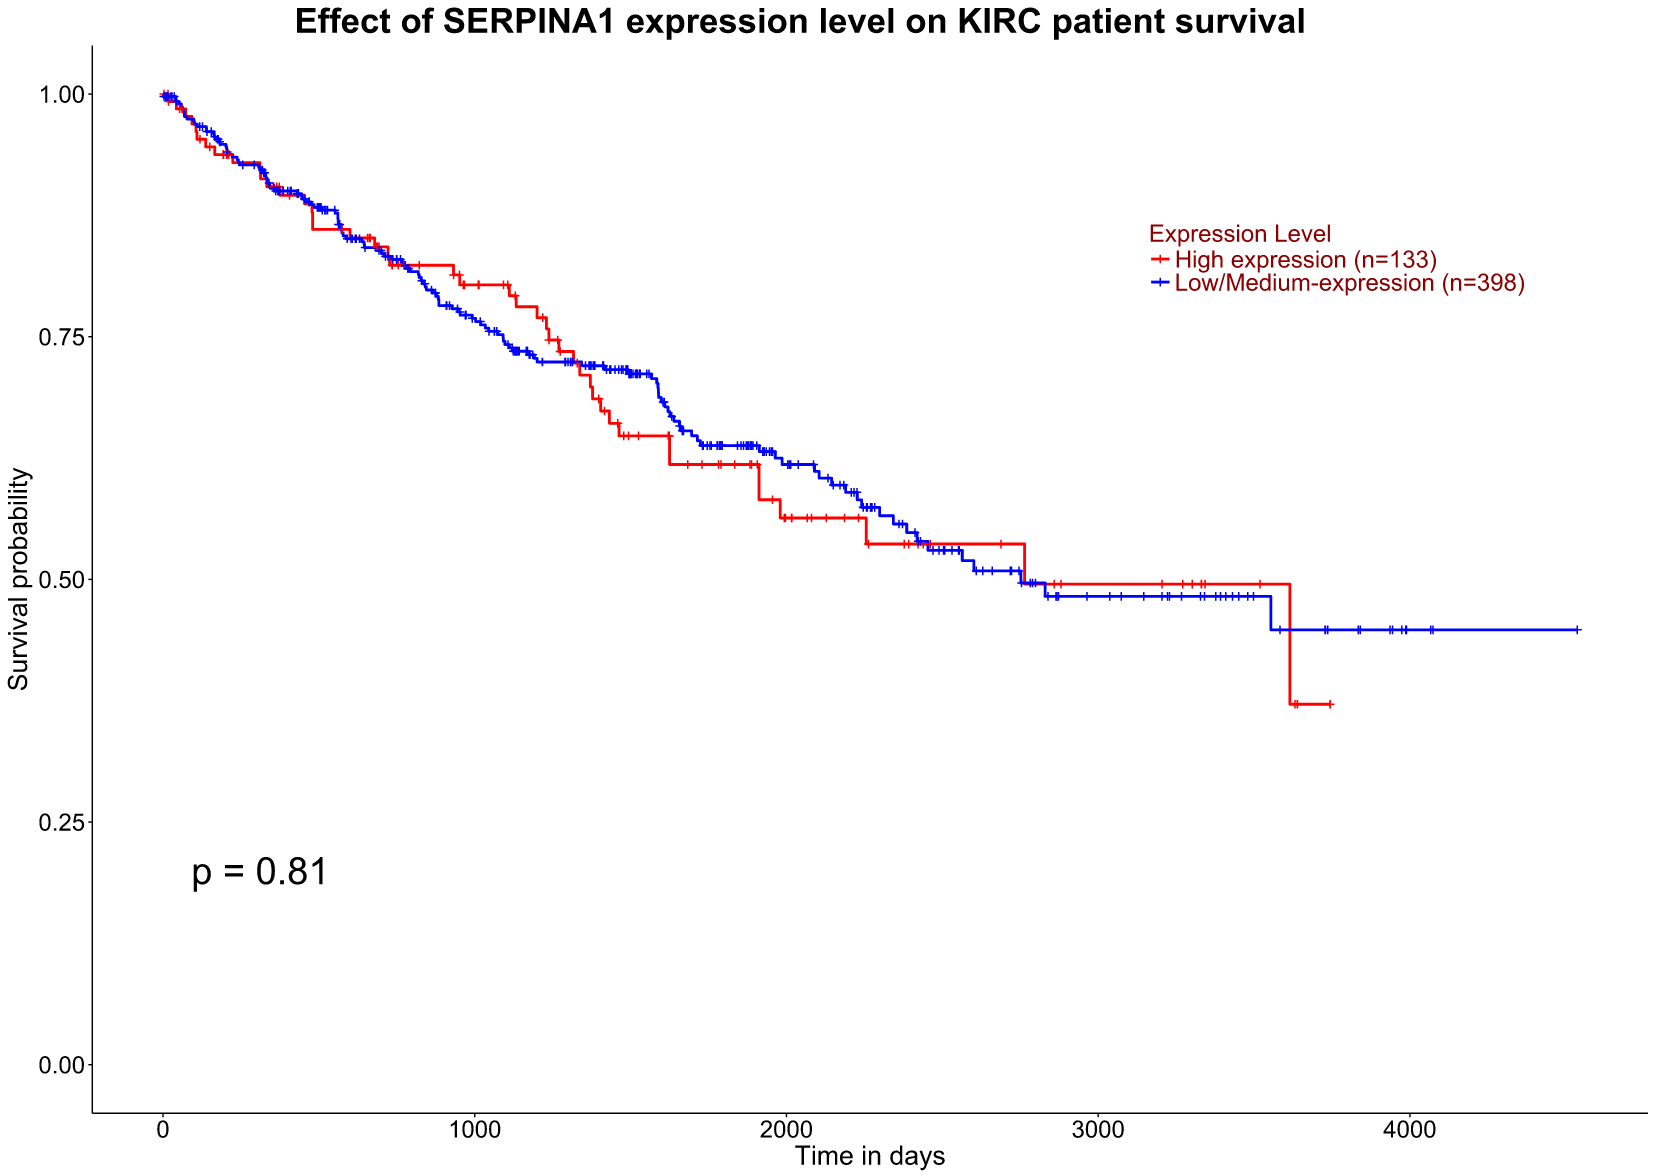 Effect of SERPINA1 expression level on KIRC patient survival
1.00
0.75
0.50
0.25
0.00
Survival probability
Expression Level
High expression (n=133)
Low/Medium-expression (n=398)
p = 0.81
0 1000 2000 3000 4000
Time in days